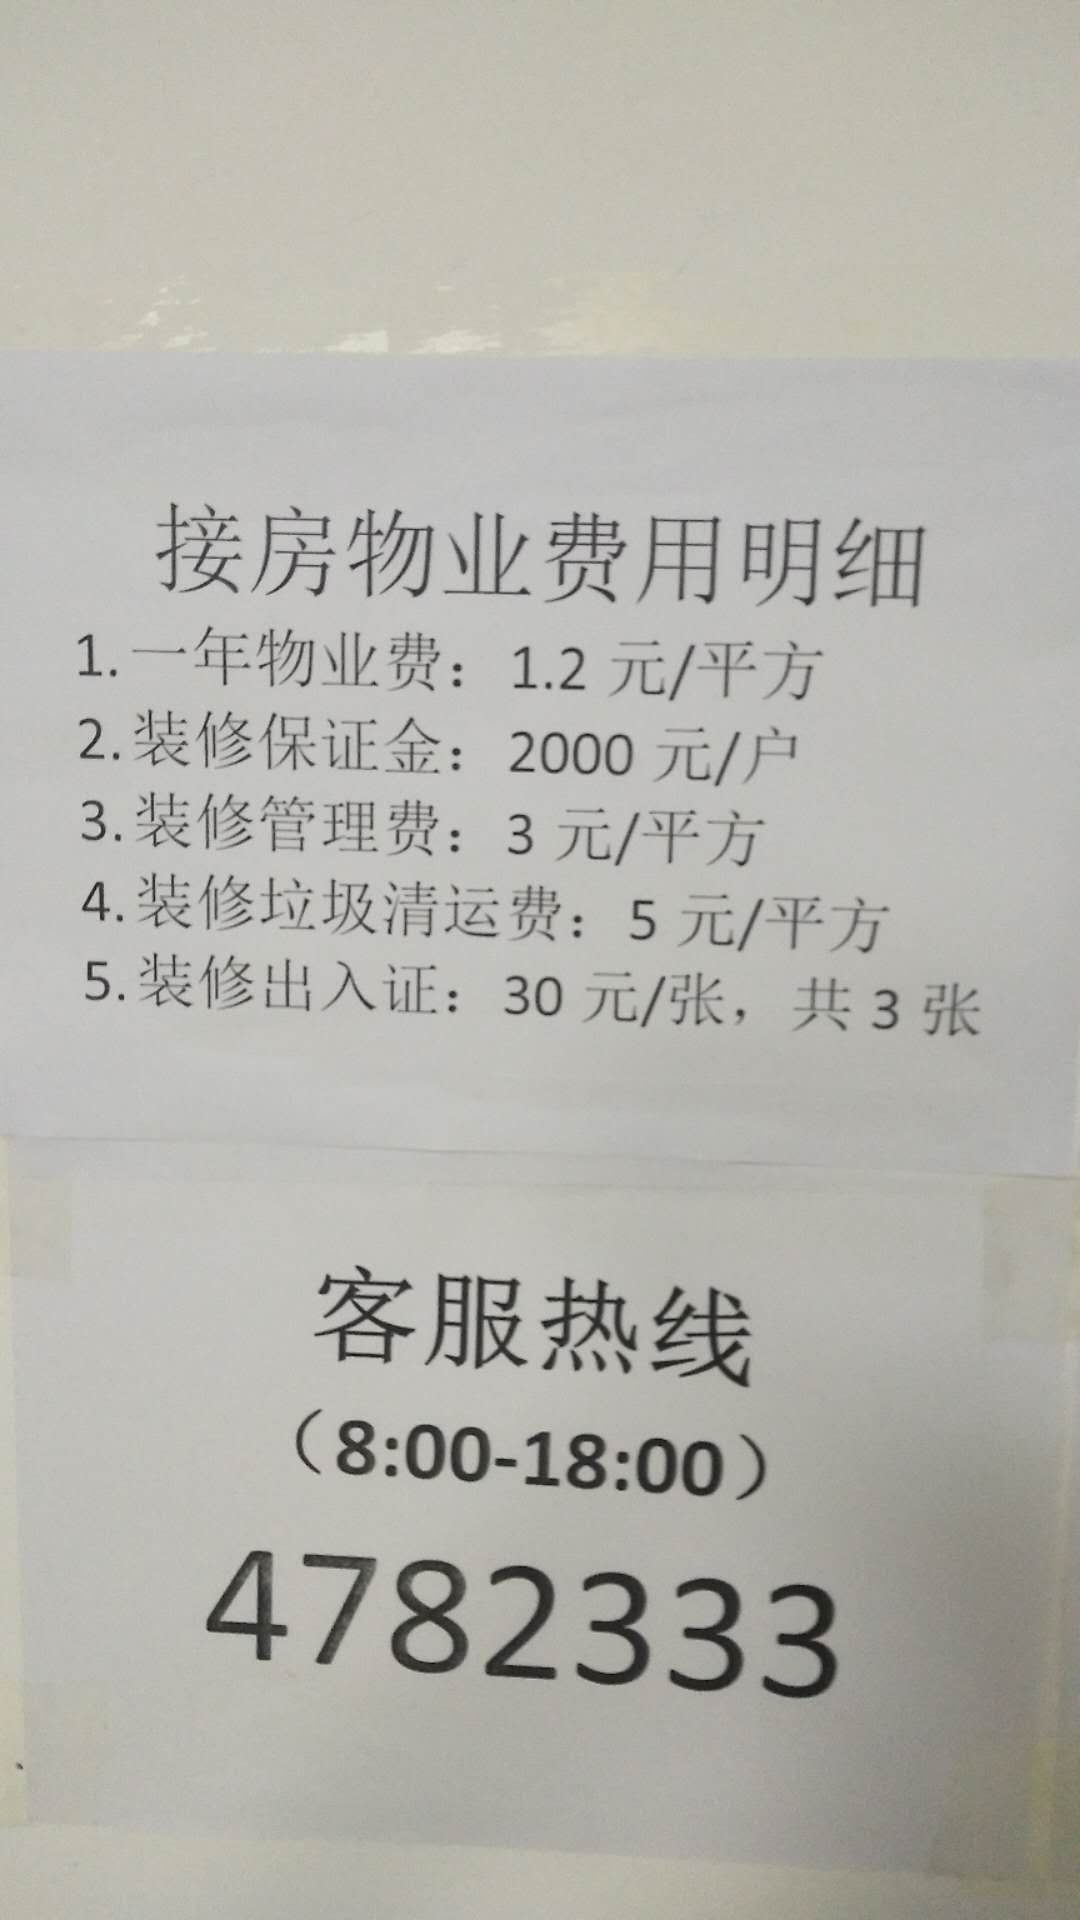 接房物业费用明细
1.一年物业费：1.2 元/平方
2.装修保证金：2000 元/户
3.装修管理费：3 元/平方
4.装修垃圾清运费：5 元/平方
5.装修出入证：30 元/张，共 3 张
客服热线
（8:00-18:00）
4782333